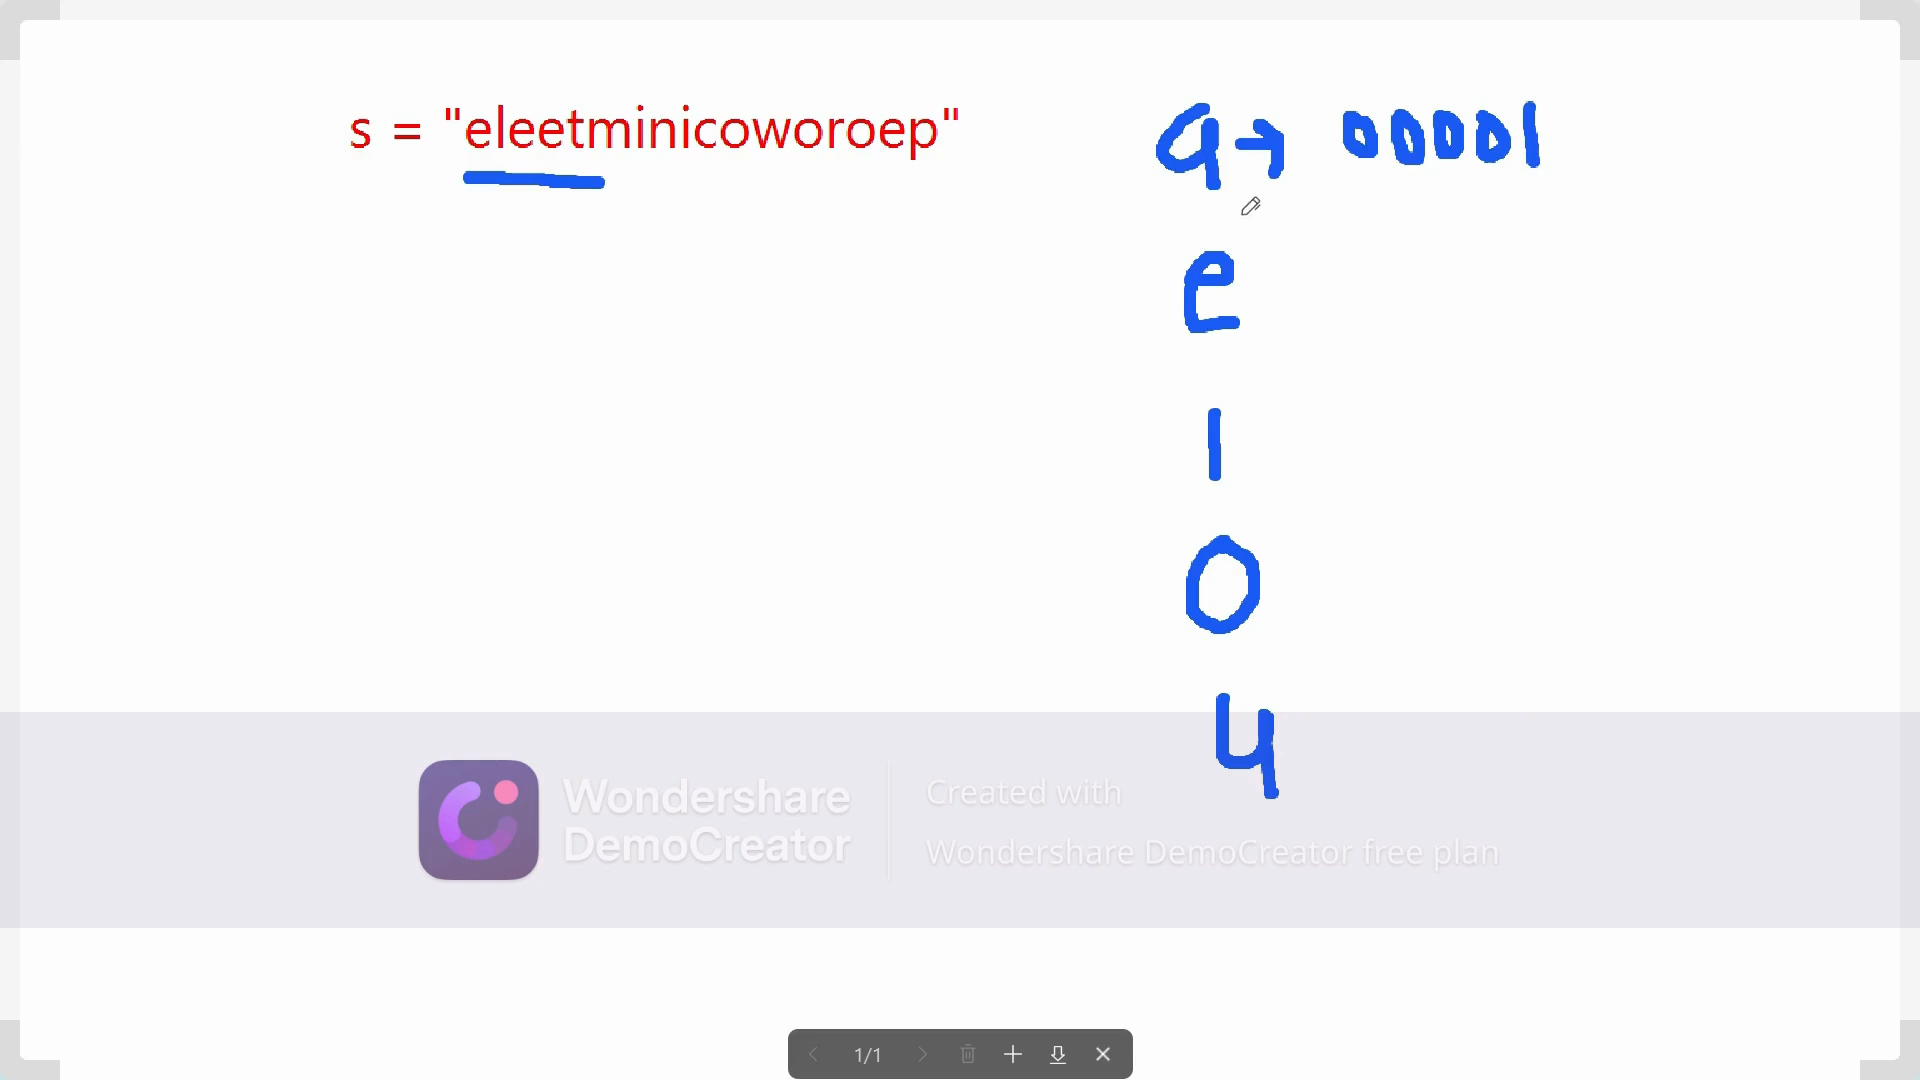 s = "eleetminicoworoep"
a → 00001
e
i
o
u
Wondershare
DemoCreator
Created with
Wondershare DemoCreator free plan
1/1